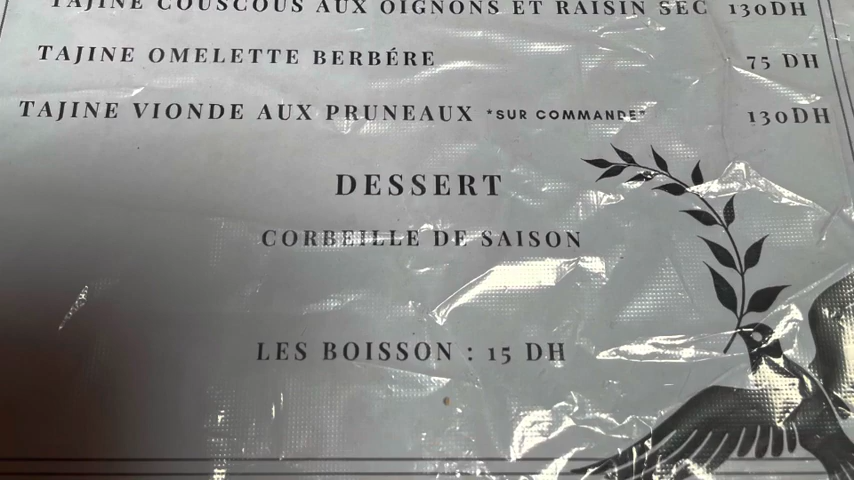 TAJINE COUSCOUS AUX OIGNONS ET RAISIN SEC 130DH
TAJINE OMELETTE BERBÉRE 75 DH
TAJINE VIONDE AUX PRUNEAUX *SUR COMMANDE* 130DH
DESSERT
CORBEILLE DE SAISON
LES BOISSON : 15 DH